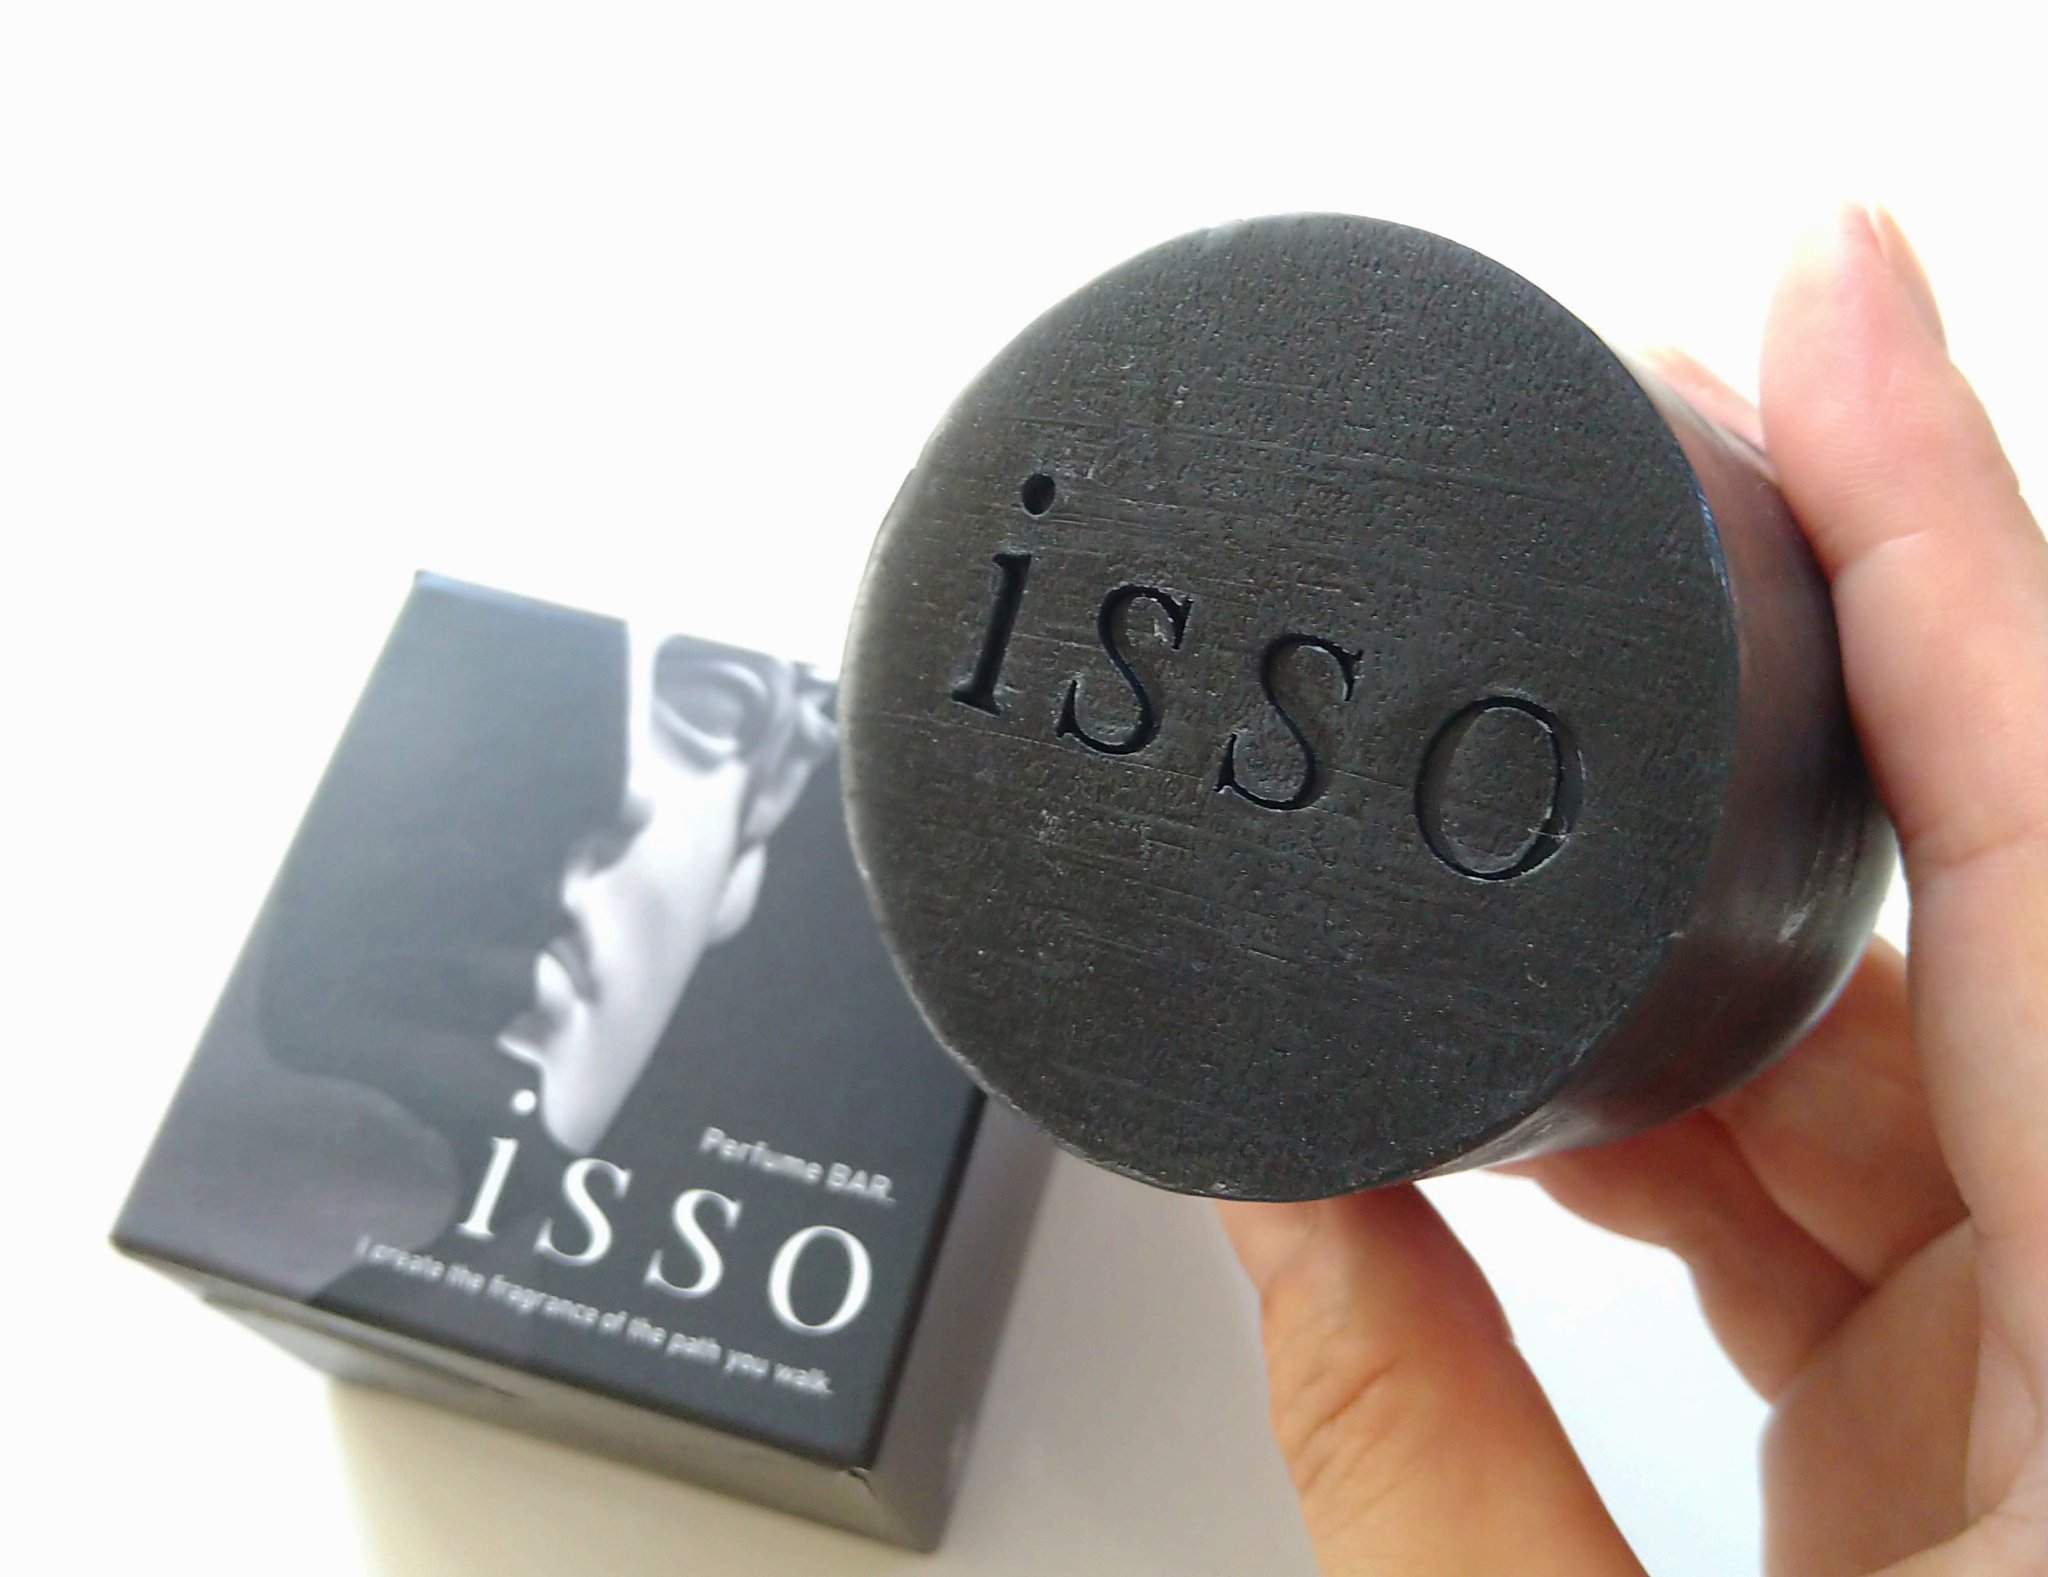 isso
Perfume BAR.
isso
I create the fragrance of the path you walk.